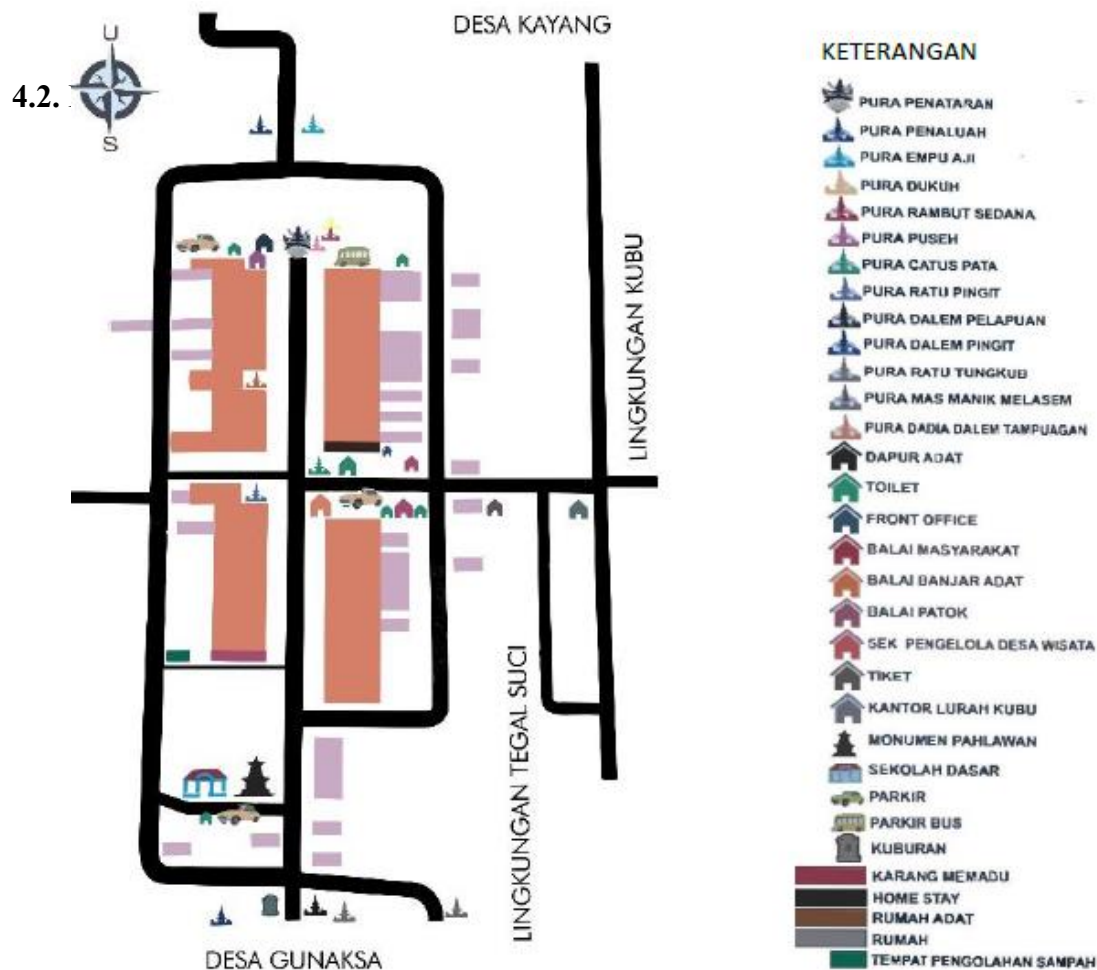 DESA KAYANG
U
4.2.
S
LINGKUNGAN KUBU
LINGKUNGAN TEGAL SUCI
DESA GUNAKSA
KETERANGAN
PURA PENATARAN
PURA PENALUAH
PURA EMPU AJI
PURA DUKUH
PURA RAMBUT SEDANA
PURA PUSEH
PURA CATUS PATA
PURA RATU PINGIT
PURA DALEM PELAPUAN
PURA DALEM PINGIT
PURA RATU TUNGKUB
PURA MAS MANIK MELASEM
PURA DADIA DALEM TAMPUAGAN
DAPUR ADAT
TOILET
FRONT OFFICE
BALAI MASYARAKAT
BALAI BANJAR ADAT
BALAI PATOK
SEK PENGELOLA DESA WISATA
TIKET
KANTOR LURAH KUBU
MONUMEN PAHLAWAN
SEKOLAH DASAR
PARKIR
PARKIR BUS
KUBURAN
KARANG MEMADU
HOME STAY
RUMAH ADAT
RUMAH
TEMPAT PENGOLAHAN SAMPAH